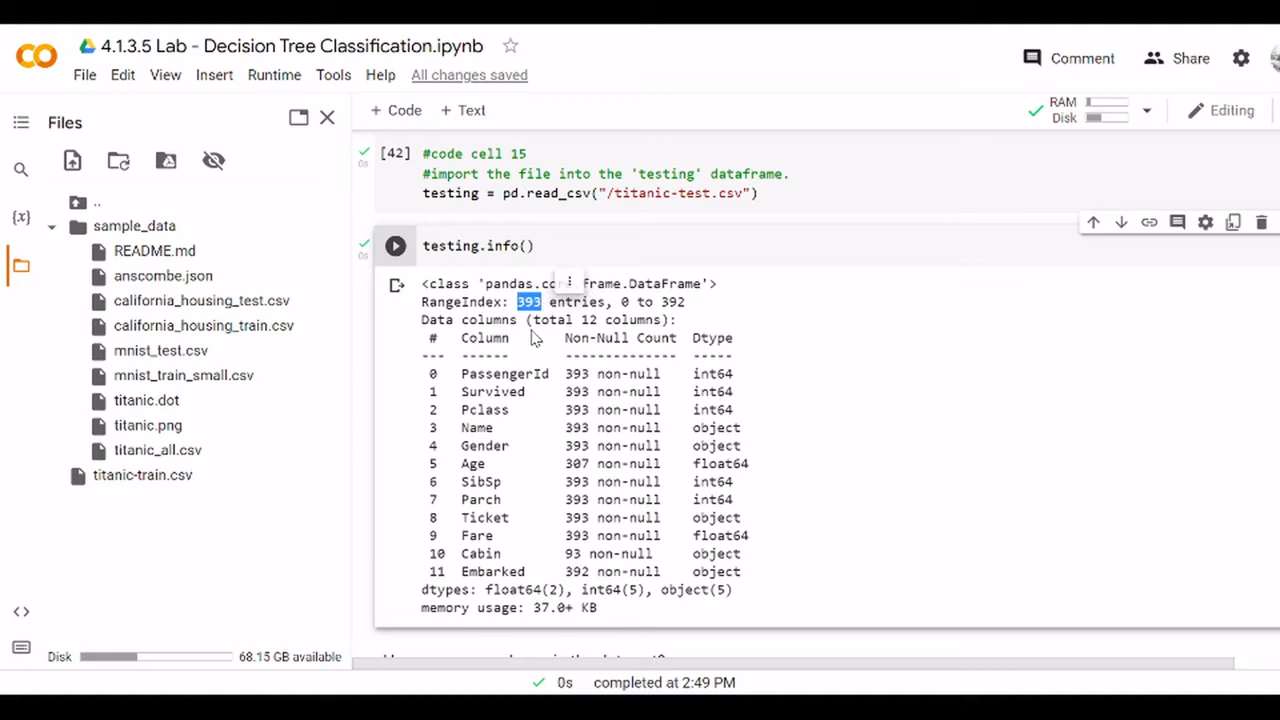 4.1.3.5 Lab - Decision Tree Classification.ipynb
File Edit View Insert Runtime Tools Help All changes saved
Comment Share
Files
+ Code + Text
RAM
Disk
Editing
..
sample_data
README.md
anscombe.json
california_housing_test.csv
california_housing_train.csv
mnist_test.csv
mnist_train_small.csv
titanic.dot
titanic.png
titanic_all.csv
titanic-train.csv
Disk 68.15 GB available
[42] #code cell 15
0s
#import the file into the 'testing' dataframe.
testing = pd.read_csv("/titanic-test.csv")
testing.info()
0s
<class 'pandas.core.frame.DataFrame'>
RangeIndex: 393 entries, 0 to 392
Data columns (total 12 columns):
# Column Non-Null Count Dtype
--- ------ -------------- -----
0 PassengerId 393 non-null int64
1 Survived 393 non-null int64
2 Pclass 393 non-null int64
3 Name 393 non-null object
4 Gender 393 non-null object
5 Age 307 non-null float64
6 SibSp 393 non-null int64
7 Parch 393 non-null int64
8 Ticket 393 non-null object
9 Fare 393 non-null float64
10 Cabin 93 non-null object
11 Embarked 392 non-null object
dtypes: float64(2), int64(5), object(5)
memory usage: 37.0+ KB
0s completed at 2:49 PM